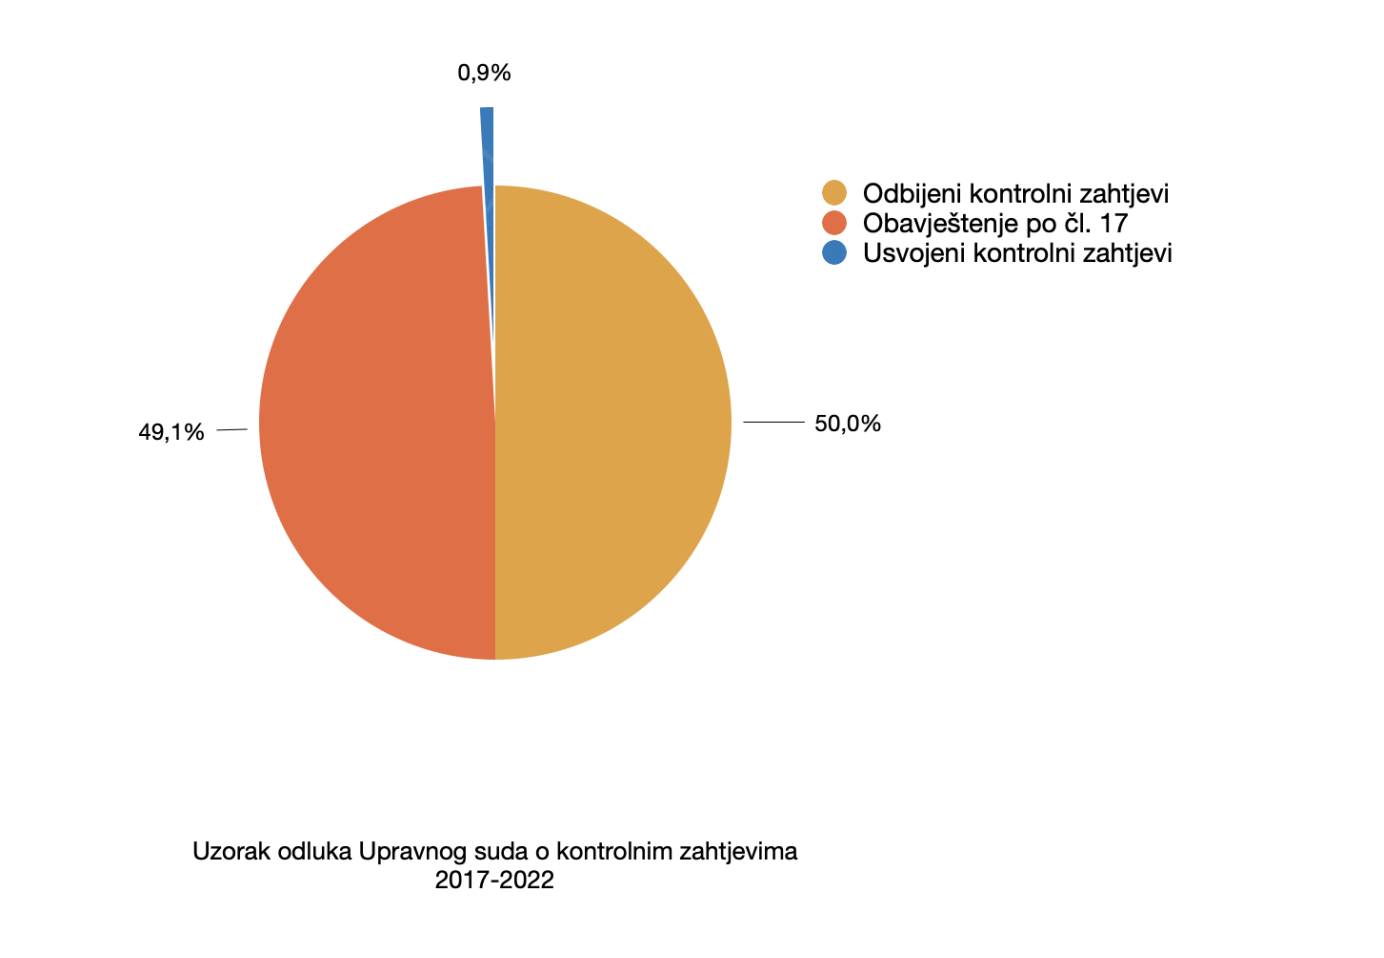 0,9%
Odbijeni kontrolni zahtjevi
Obavještenje po čl. 17
Usvojeni kontrolni zahtjevi
49,1%
50,0%
Uzorak odluka Upravnog suda o kontrolnim zahtjevima
2017-2022